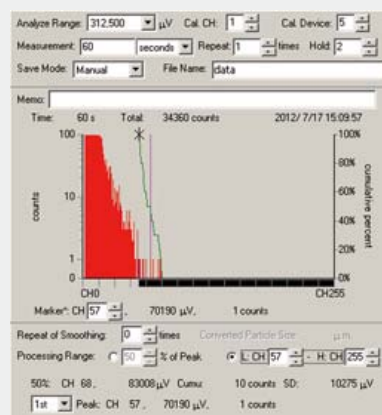 Analyze Range: 312.500 μV Cal. CH: 1 Cal. Device: 5
Measurement: 60 seconds Repeat: 1 times Hold: 2
Save Mode: Manual File Name: data
Memo:
Time: 60 s Total: 34360 counts 2012/ 7/17 15:09:57
100
10
1
0
counts
100%
80%
60%
40%
20%
0%
cumulative percent
CH0 CH255
Marker*: CH 57 , 70190 μV, 1 counts
Repeat of Smoothing: 0 times Converted Particle Size: μm,
Processing Range: 50 % of Peak L: CH 57 - H: CH 255
50%: CH 68, 83008 μV Cumu: 10 counts SD: 10275 μV
1st Peak: CH 57 , 70190 μV, 1 counts